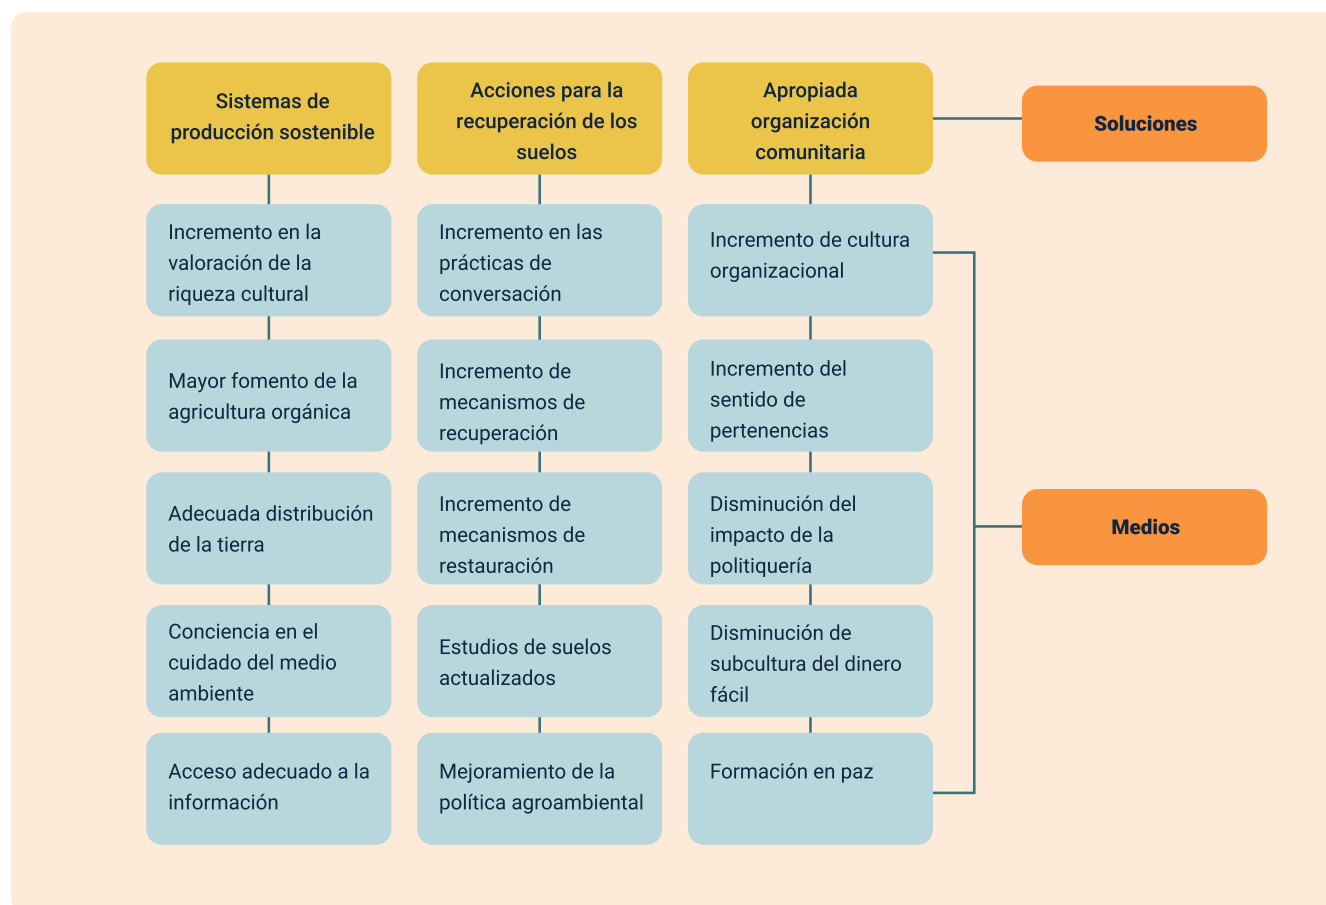 Sistemas de
producción sostenible
Acciones para la
recuperación de los
suelos
Apropiada
organización
comunitaria
Soluciones
Incremento en la
valoración de la
riqueza cultural
Incremento en las
prácticas de
conversación
Incremento de cultura
organizacional
Mayor fomento de la
agricultura orgánica
Incremento de
mecanismos de
recuperación
Incremento del
sentido de
pertenencias
Adecuada distribución
de la tierra
Incremento de
mecanismos de
restauración
Disminución del
impacto de la
politiquería
Medios
Conciencia en el
cuidado del medio
ambiente
Estudios de suelos
actualizados
Disminución de
subcultura del dinero
fácil
Acceso adecuado a la
información
Mejoramiento de la
política agroambiental
Formación en paz